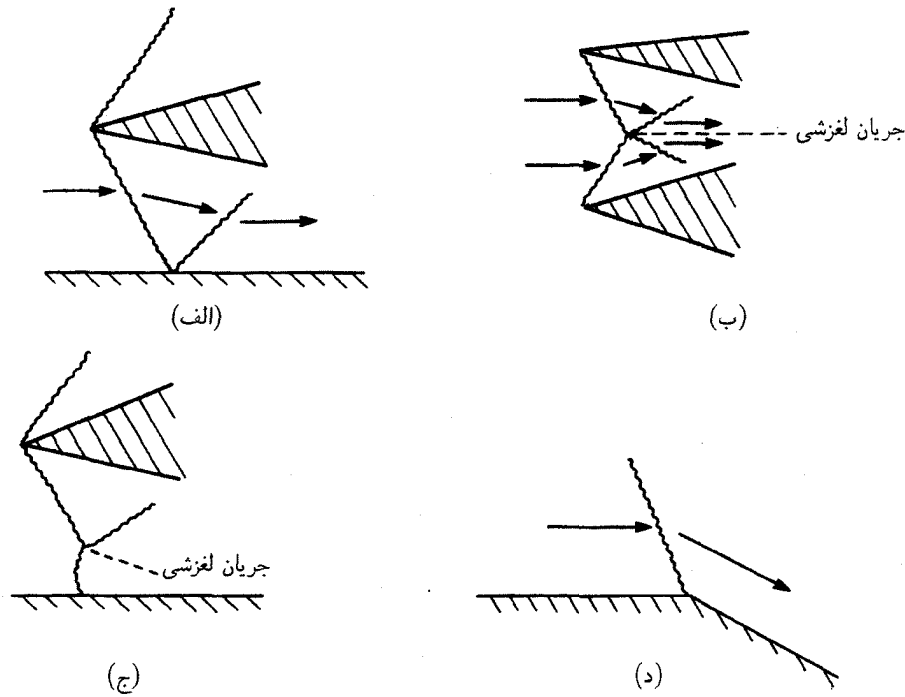 جریان لغزشی
(الف)
(ب)
جریان لغزشی
(ج)
(د)